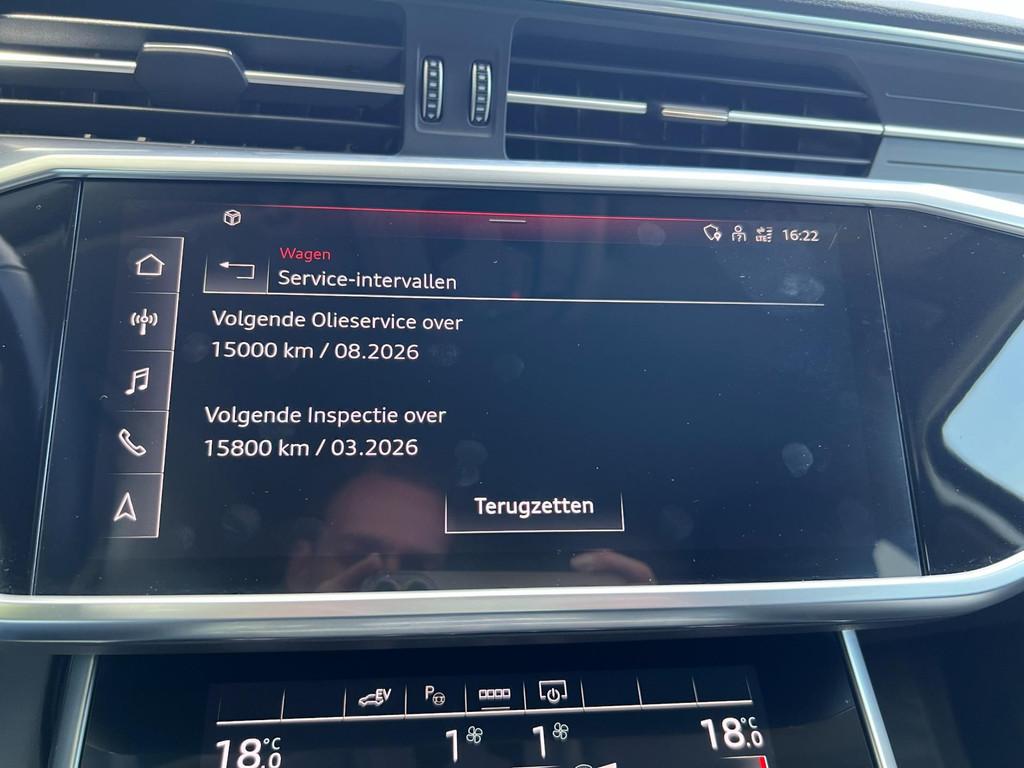 LTE 16:22
Wagen
Service-intervallen
Volgende Olieservice over
15000 km / 08.2026
Volgende Inspectie over
15800 km / 03.2026
Terugzetten
EV P
18.0 °C 1 1 18.0 °C